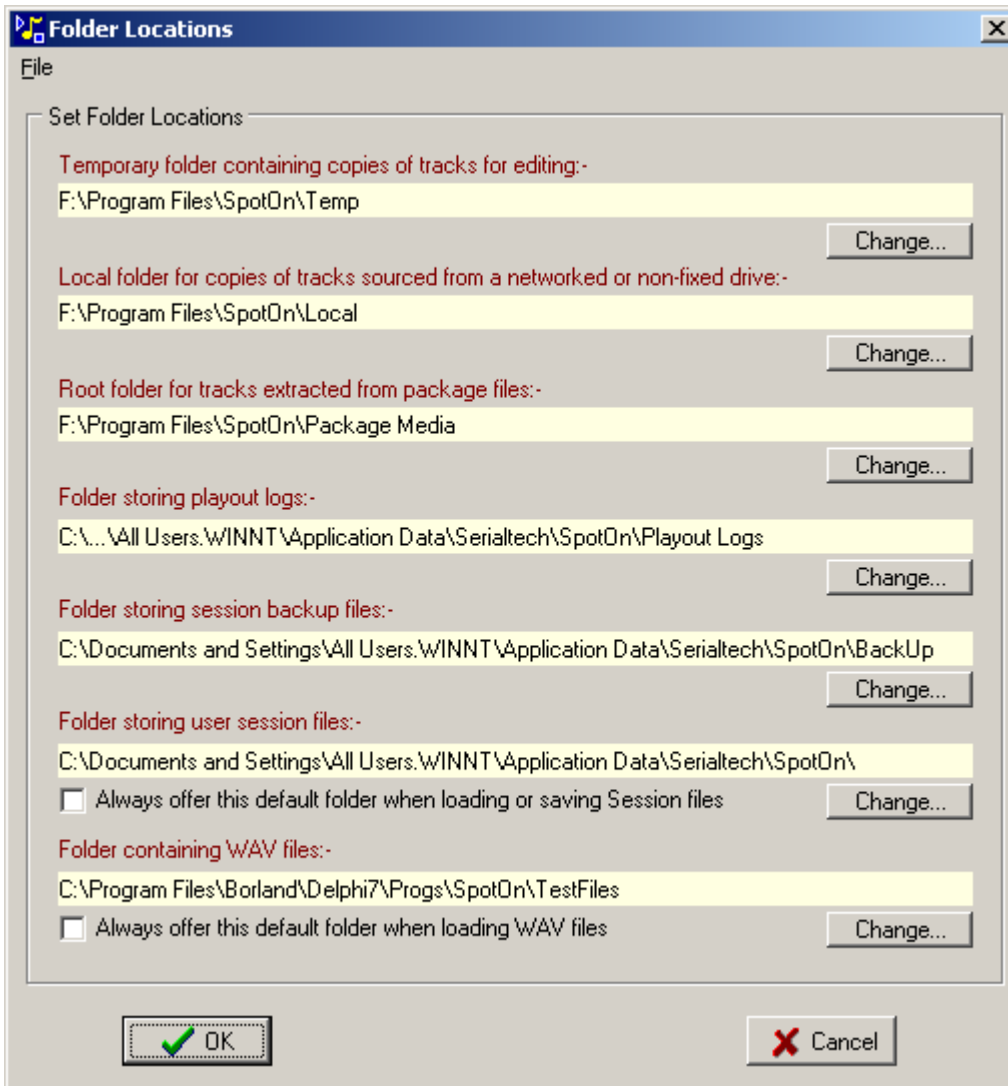 Folder Locations
File
Set Folder Locations
Temporary folder containing copies of tracks for editing:-
F:\Program Files\SpotOn\Temp
Change...
Local folder for copies of tracks sourced from a networked or non-fixed drive:-
F:\Program Files\SpotOn\Local
Change...
Root folder for tracks extracted from package files:-
F:\Program Files\SpotOn\Package Media
Change...
Folder storing playout logs:-
C:\...\All Users.WINNT\Application Data\Serialtech\SpotOn\Playout Logs
Change...
Folder storing session backup files:-
C:\Documents and Settings\All Users.WINNT\Application Data\Serialtech\SpotOn\BackUp
Change...
Folder storing user session files:-
C:\Documents and Settings\All Users.WINNT\Application Data\Serialtech\SpotOn\
Always offer this default folder when loading or saving Session files
Change...
Folder containing WAV files:-
C:\Program Files\Borland\Delphi7\Progs\SpotOn\TestFiles
Always offer this default folder when loading WAV files
Change...
OK
Cancel